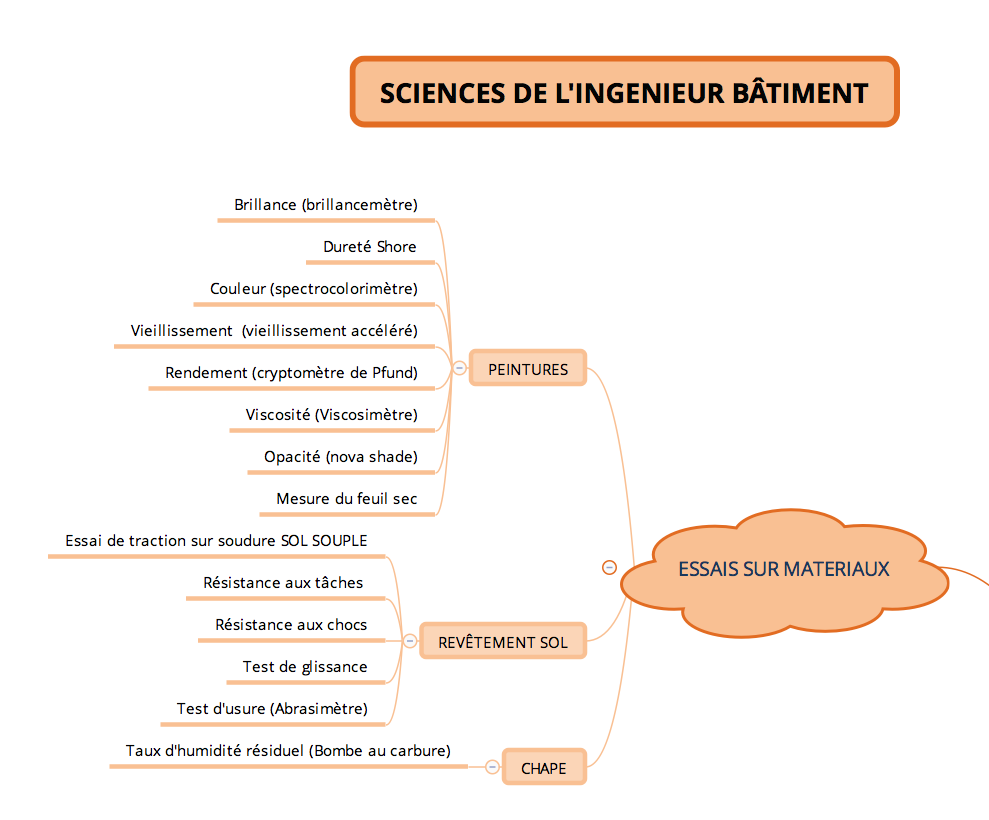 SCIENCES DE L'INGENIEUR BÂTIMENT
Brillance (brillancemètre)
Dureté Shore
Couleur (spectrocolorimètre)
Vieillissement  (vieillissement accéléré)
Rendement (cryptomètre de Pfund)
Viscosité (Viscosimètre)
Opacité (nova shade)
Mesure du feuil sec
PEINTURES
Essai de traction sur soudure SOL SOUPLE
Résistance aux tâches
Résistance aux chocs
Test de glissance
Test d'usure (Abrasimètre)
REVÊTEMENT SOL
Taux d'humidité résiduel (Bombe au carbure)
CHAPE
ESSAIS SUR MATERIAUX